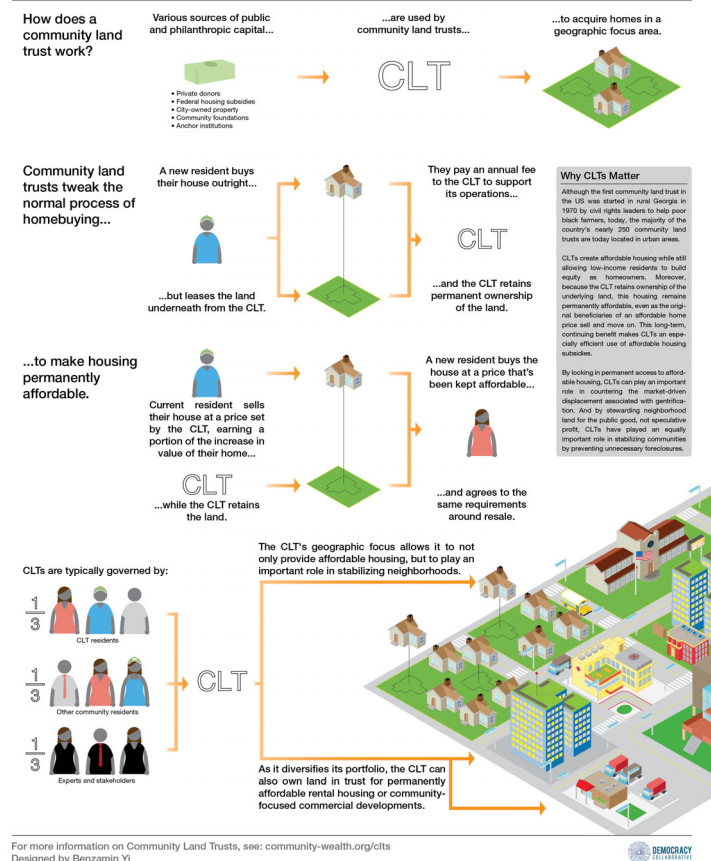 How does a
community land
trust work?
Various sources of public
and philanthropic capital...
• Private donors
• Federal housing subsidies
• City-owned property
• Community foundations
• Anchor institutions
...are used by
community land trusts...
CLT
...to acquire homes in a
geographic focus area.
Community land
trusts tweak the
normal process of
homebuying...
A new resident buys
their house outright...
...but leases the land
underneath from the CLT.
They pay an annual fee
to the CLT to support
its operations...
CLT
...and the CLT retains
permanent ownership
of the land.
Why CLTs Matter
Although the first community land trust in
the US was started in rural Georgia in
1970 by civil rights leaders to help poor
black farmers, today, the majority of the
country's nearly 250 community land
trusts are today located in urban areas.
CLTs create affordable housing while still
allowing low-income residents to build
equity as homeowners. Moreover,
because the CLT retains ownership of the
underlying land, this housing remains
permanently affordable, even as the origi-
nal beneficiaries of an affordable home
price sell and move on. This long-term,
continuing benefit makes CLTs an espe-
cially efficient use of affordable housing
subsidies.
By locking in permanent access to afford-
able housing, CLTs can play an important
role in countering the market-driven
displacement associated with gentrifica-
tion. And by stewarding neighborhood
land for the public good, not speculative
profit, CLTs have played an equally
important role in stabilizing communities
by preventing unnecessary foreclosures.
...to make housing
permanently
affordable.
Current resident sells
their house at a price set
by the CLT, earning a
portion of the increase in
value of their home...
CLT
...while the CLT retains
the land.
A new resident buys the
house at a price that's
been kept affordable...
...and agrees to the
same requirements
around resale.
CLTs are typically governed by:
1/3
CLT residents
1/3
Other community residents
1/3
Experts and stakeholders
CLT
The CLT's geographic focus allows it to not
only provide affordable housing, but to play an
important role in stabilizing neighborhoods.
As it diversifies its portfolio, the CLT can
also own land in trust for permanently
affordable rental housing or community-
focused commercial developments.
For more information on Community Land Trusts, see: community-wealth.org/clts
Designed by Benzamin Yi
DEMOCRACY
COLLABORATIVE